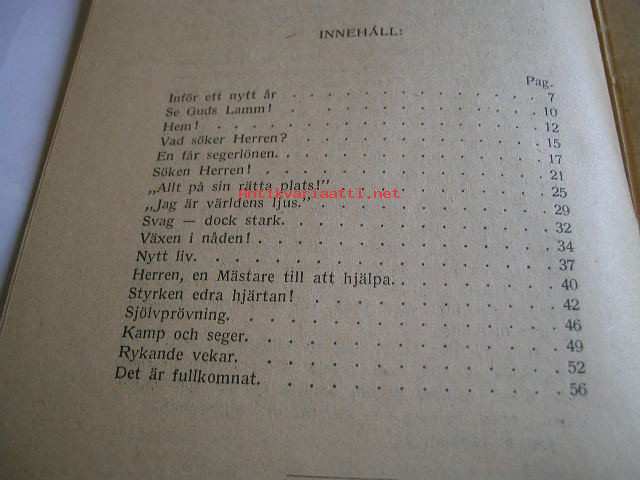 INNEHÅLL:
Pag.
Inför ett nytt år 7
Se Guds Lamm! 10
Hem! 12
Vad söker Herren? 15
En får segerlönen. 17
Söken Herren! 21
„Allt på sin rätta plats!” 25
Antikvariaatti.net
„Jag är världens ljus.” 29
Svag — dock stark. 32
Växen i nåden! 34
Nytt liv. 37
Herren, en Mästare till att hjälpa. 40
Styrken edra hjärtan! 42
Sjölvprövning. 46
Kamp och seger. 49
Rykande vekar. 52
Det är fullkomnat. 56